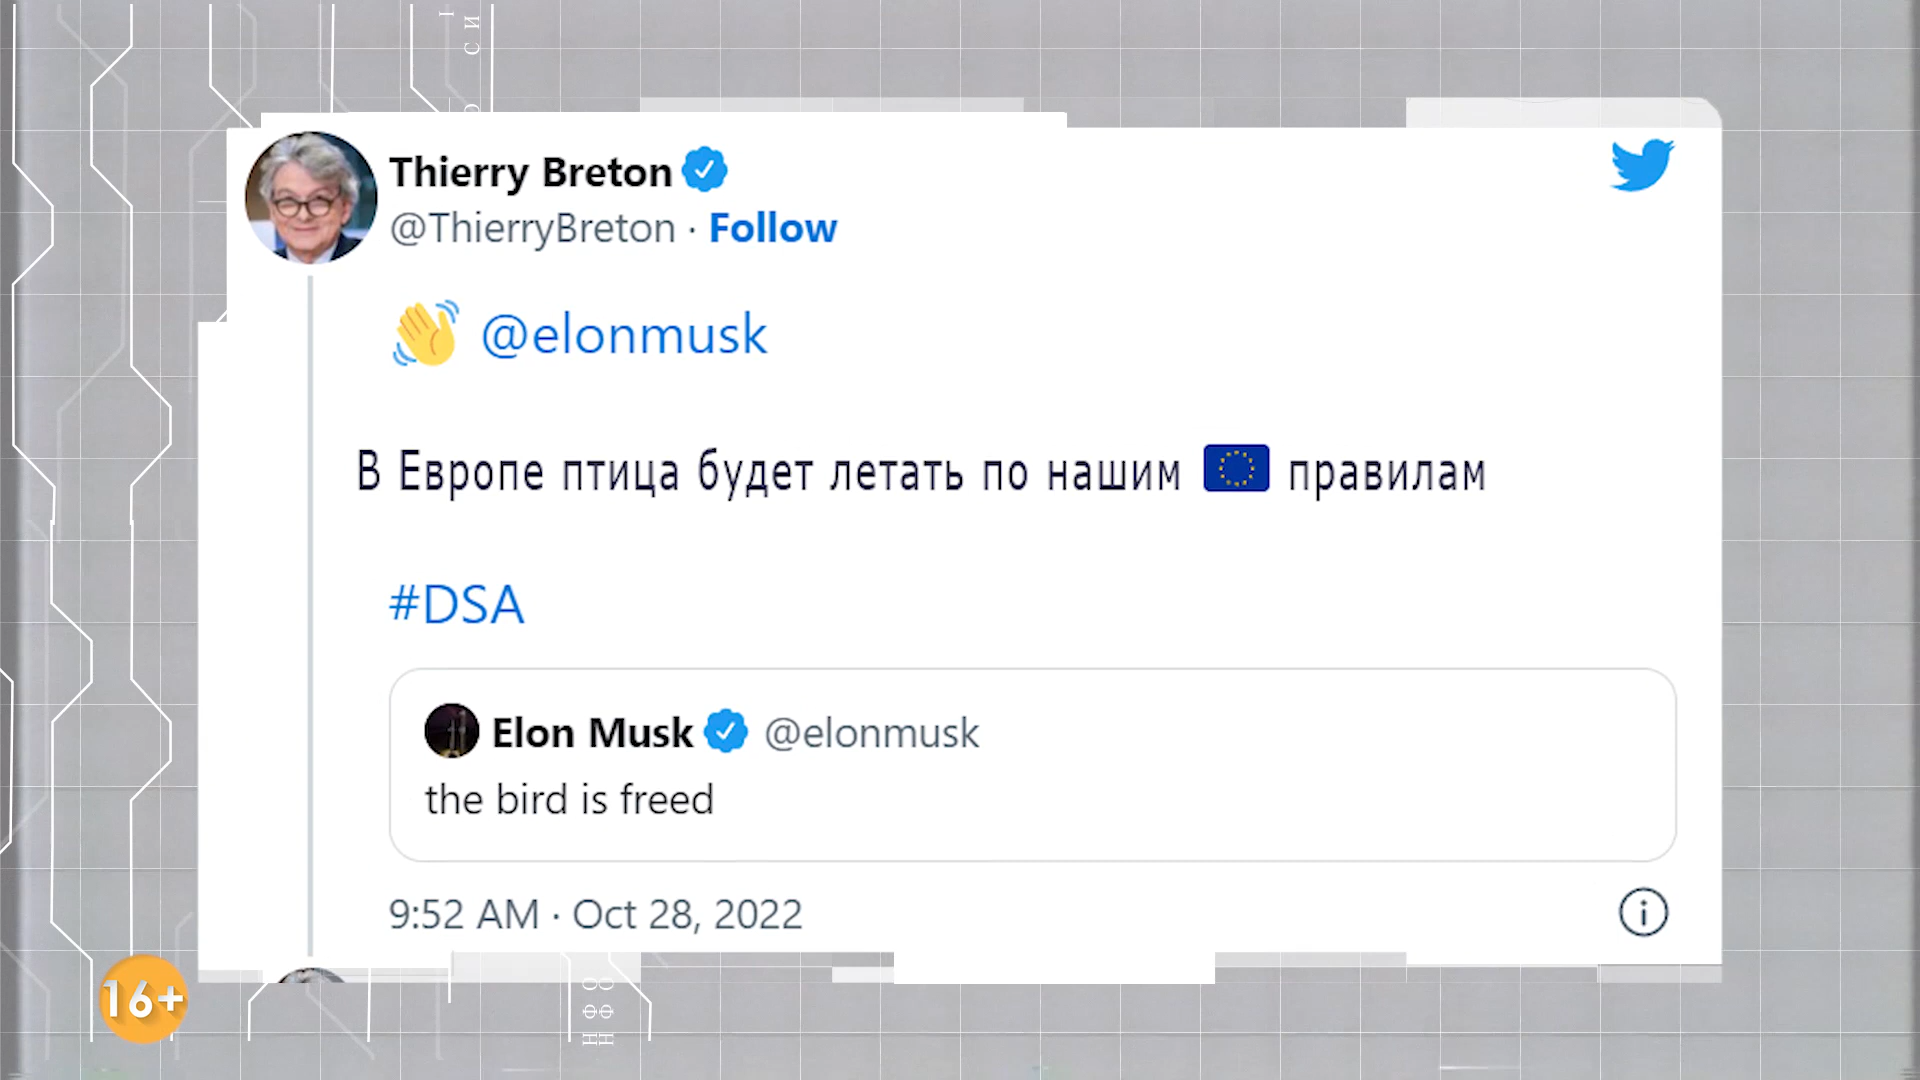 Thierry Breton
@ThierryBreton · Follow
👋 @elonmusk
В Европе птица будет летать по нашим 🇪🇺 правилам
#DSA
Elon Musk @elonmusk
the bird is freed
9:52 AM · Oct 28, 2022
16+